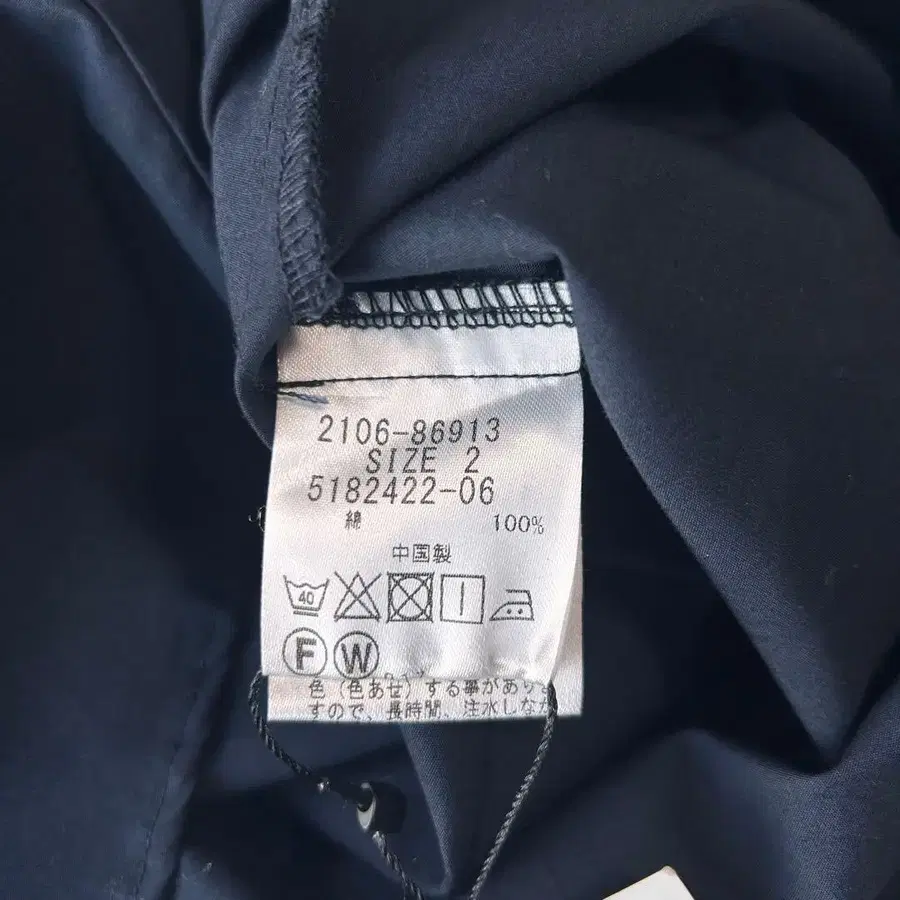 2106-86913
SIZE 2
5182422-06
綿 100%
中国製
40
F W
色(色あせ)する事があり
すので、長時間、注水しな